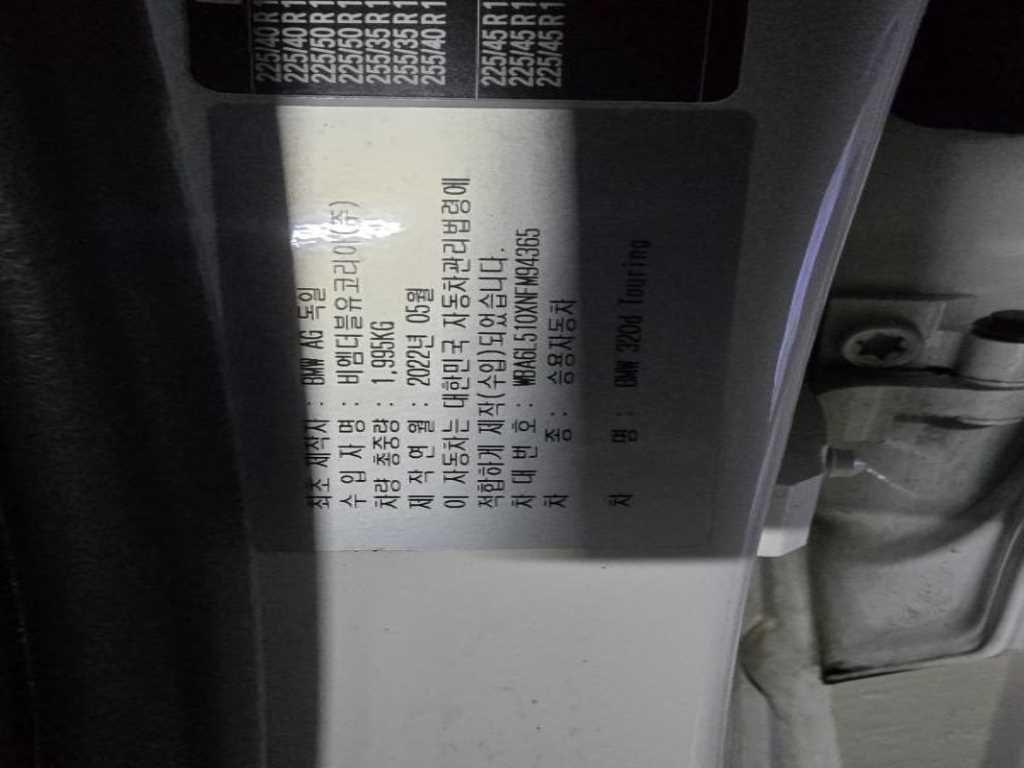 225/40 R1
225/40 R1
225/50 R1
225/50 R1
255/35 R1
255/35 R1
255/40 R1
225/45 R1
225/45 R1
225/45 R1
최초 제작자 : BMW AG 독일
수 입 자 명 : 비엠더블유코리아(주)
차량 총중량 : 1,995KG
제 작 연 월 : 2022년 05월
이 자동차는 대한민국 자동차관리법령에
적합하게 제작(수입)되었습니다.
차 대 번 호 : WBA6L510XNFM94365
차 종 : 승용자동차
차 명 : BMW 320d Touring